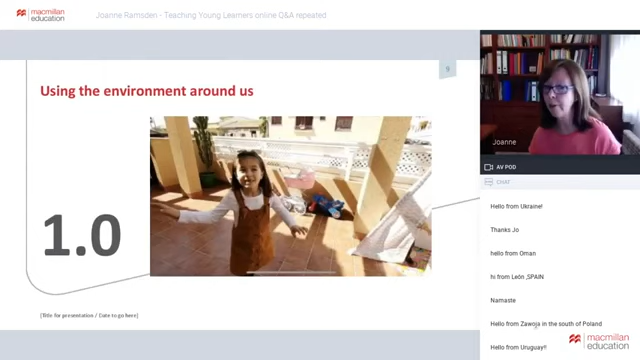 macmillan
education
Joanne Ramsden - Teaching Young Learners online Q&A repeated
9
Using the environment around us
1.0
[Title for presentation / Date to go here]
Joanne
AV POD
CHAT
Hello from Ukraine!
Thanks Jo
hello from Oman
hi from León ,SPAIN
Namaste
Hello from Zawoja in the south of Poland
Hello from Uruguay!!
macmillan
education